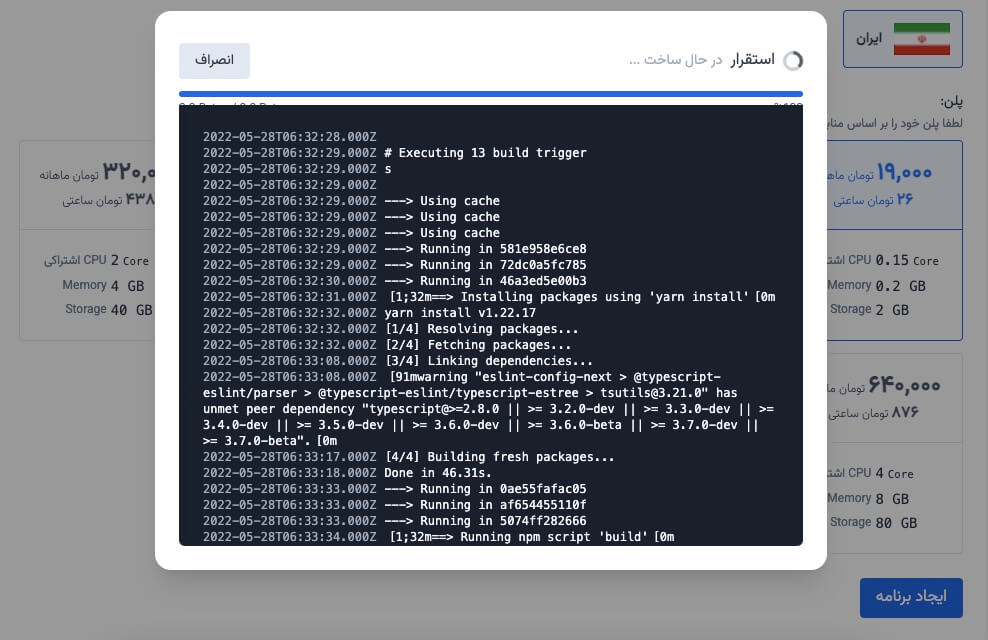 ایران
پلن:
لطفا پلن خود را بر اساس
استقرار در حال ساخت ...
انصراف
2022-05-28T06:32:28.000Z
2022-05-28T06:32:29.000Z # Executing 13 build trigger
2022-05-28T06:32:29.000Z s
2022-05-28T06:32:29.000Z
2022-05-28T06:32:29.000Z ---> Using cache
2022-05-28T06:32:29.000Z ---> Using cache
2022-05-28T06:32:29.000Z ---> Using cache
2022-05-28T06:32:29.000Z ---> Running in 581e958e6ce8
2022-05-28T06:32:29.000Z ---> Running in 72dc0a5fc785
2022-05-28T06:32:30.000Z ---> Running in 46a3ed5e00b3
2022-05-28T06:32:31.000Z [1;32m==> Installing packages using 'yarn install' [0m
2022-05-28T06:32:32.000Z yarn install v1.22.17
2022-05-28T06:32:32.000Z [1/4] Resolving packages...
2022-05-28T06:32:32.000Z [2/4] Fetching packages...
2022-05-28T06:33:08.000Z [3/4] Linking dependencies...
2022-05-28T06:33:08.000Z [91mwarning "eslint-config-next > @typescript-
eslint/parser > @typescript-eslint/typescript-estree > tsutils@3.21.0" has
unmet peer dependency "typescript@>=2.8.0 || >= 3.2.0-dev || >= 3.3.0-dev || >=
3.4.0-dev || >= 3.5.0-dev || >= 3.6.0-dev || >= 3.6.0-beta || >= 3.7.0-dev ||
>= 3.7.0-beta". [0m
2022-05-28T06:33:17.000Z [4/4] Building fresh packages...
2022-05-28T06:33:18.000Z Done in 46.31s.
2022-05-28T06:33:33.000Z ---> Running in 0ae55fafac05
2022-05-28T06:33:33.000Z ---> Running in af654455110f
2022-05-28T06:33:33.000Z ---> Running in 5074ff282666
2022-05-28T06:33:34.000Z [1;32m==> Running npm script 'build' [0m
۱۹,۰۰۰ تومان
۲۶ تومان ساعتی
CPU 0.15 Core
Memory 0.2 GB
Storage 2 GB
تومان ماهانه
۴۳۸ تومان ساعتی
اشتراکی CPU 2 Core
Memory 4 GB
Storage 40 GB
۶۴۰,۰۰۰ تومان
۸۷۶ تومان ساعتی
CPU 4 Core
Memory 8 GB
Storage 80 GB
ایجاد برنامه